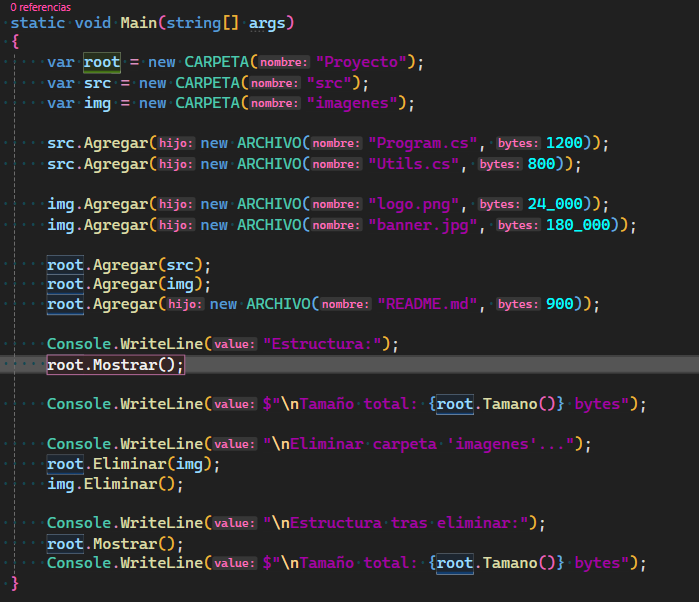 0 referencias
static void Main(string[] args)
{
var root = new CARPETA(nombre: "Proyecto");
var src = new CARPETA(nombre: "src");
var img = new CARPETA(nombre: "imagenes");
src.Agregar(hijo: new ARCHIVO(nombre: "Program.cs", bytes: 1200));
src.Agregar(hijo: new ARCHIVO(nombre: "Utils.cs", bytes: 800));
img.Agregar(hijo: new ARCHIVO(nombre: "logo.png", bytes: 24_000));
img.Agregar(hijo: new ARCHIVO(nombre: "banner.jpg", bytes: 180_000));
root.Agregar(src);
root.Agregar(img);
root.Agregar(hijo: new ARCHIVO(nombre: "README.md", bytes: 900));
Console.WriteLine(value: "Estructura:");
root.Mostrar();
Console.WriteLine(value: $"\nTamaño total: {root.Tamano()} bytes");
Console.WriteLine(value: "\nEliminar carpeta 'imagenes'...");
root.Eliminar(img);
img.Eliminar();
Console.WriteLine(value: "\nEstructura tras eliminar:");
root.Mostrar();
Console.WriteLine(value: $"\nTamaño total: {root.Tamano()} bytes");
}